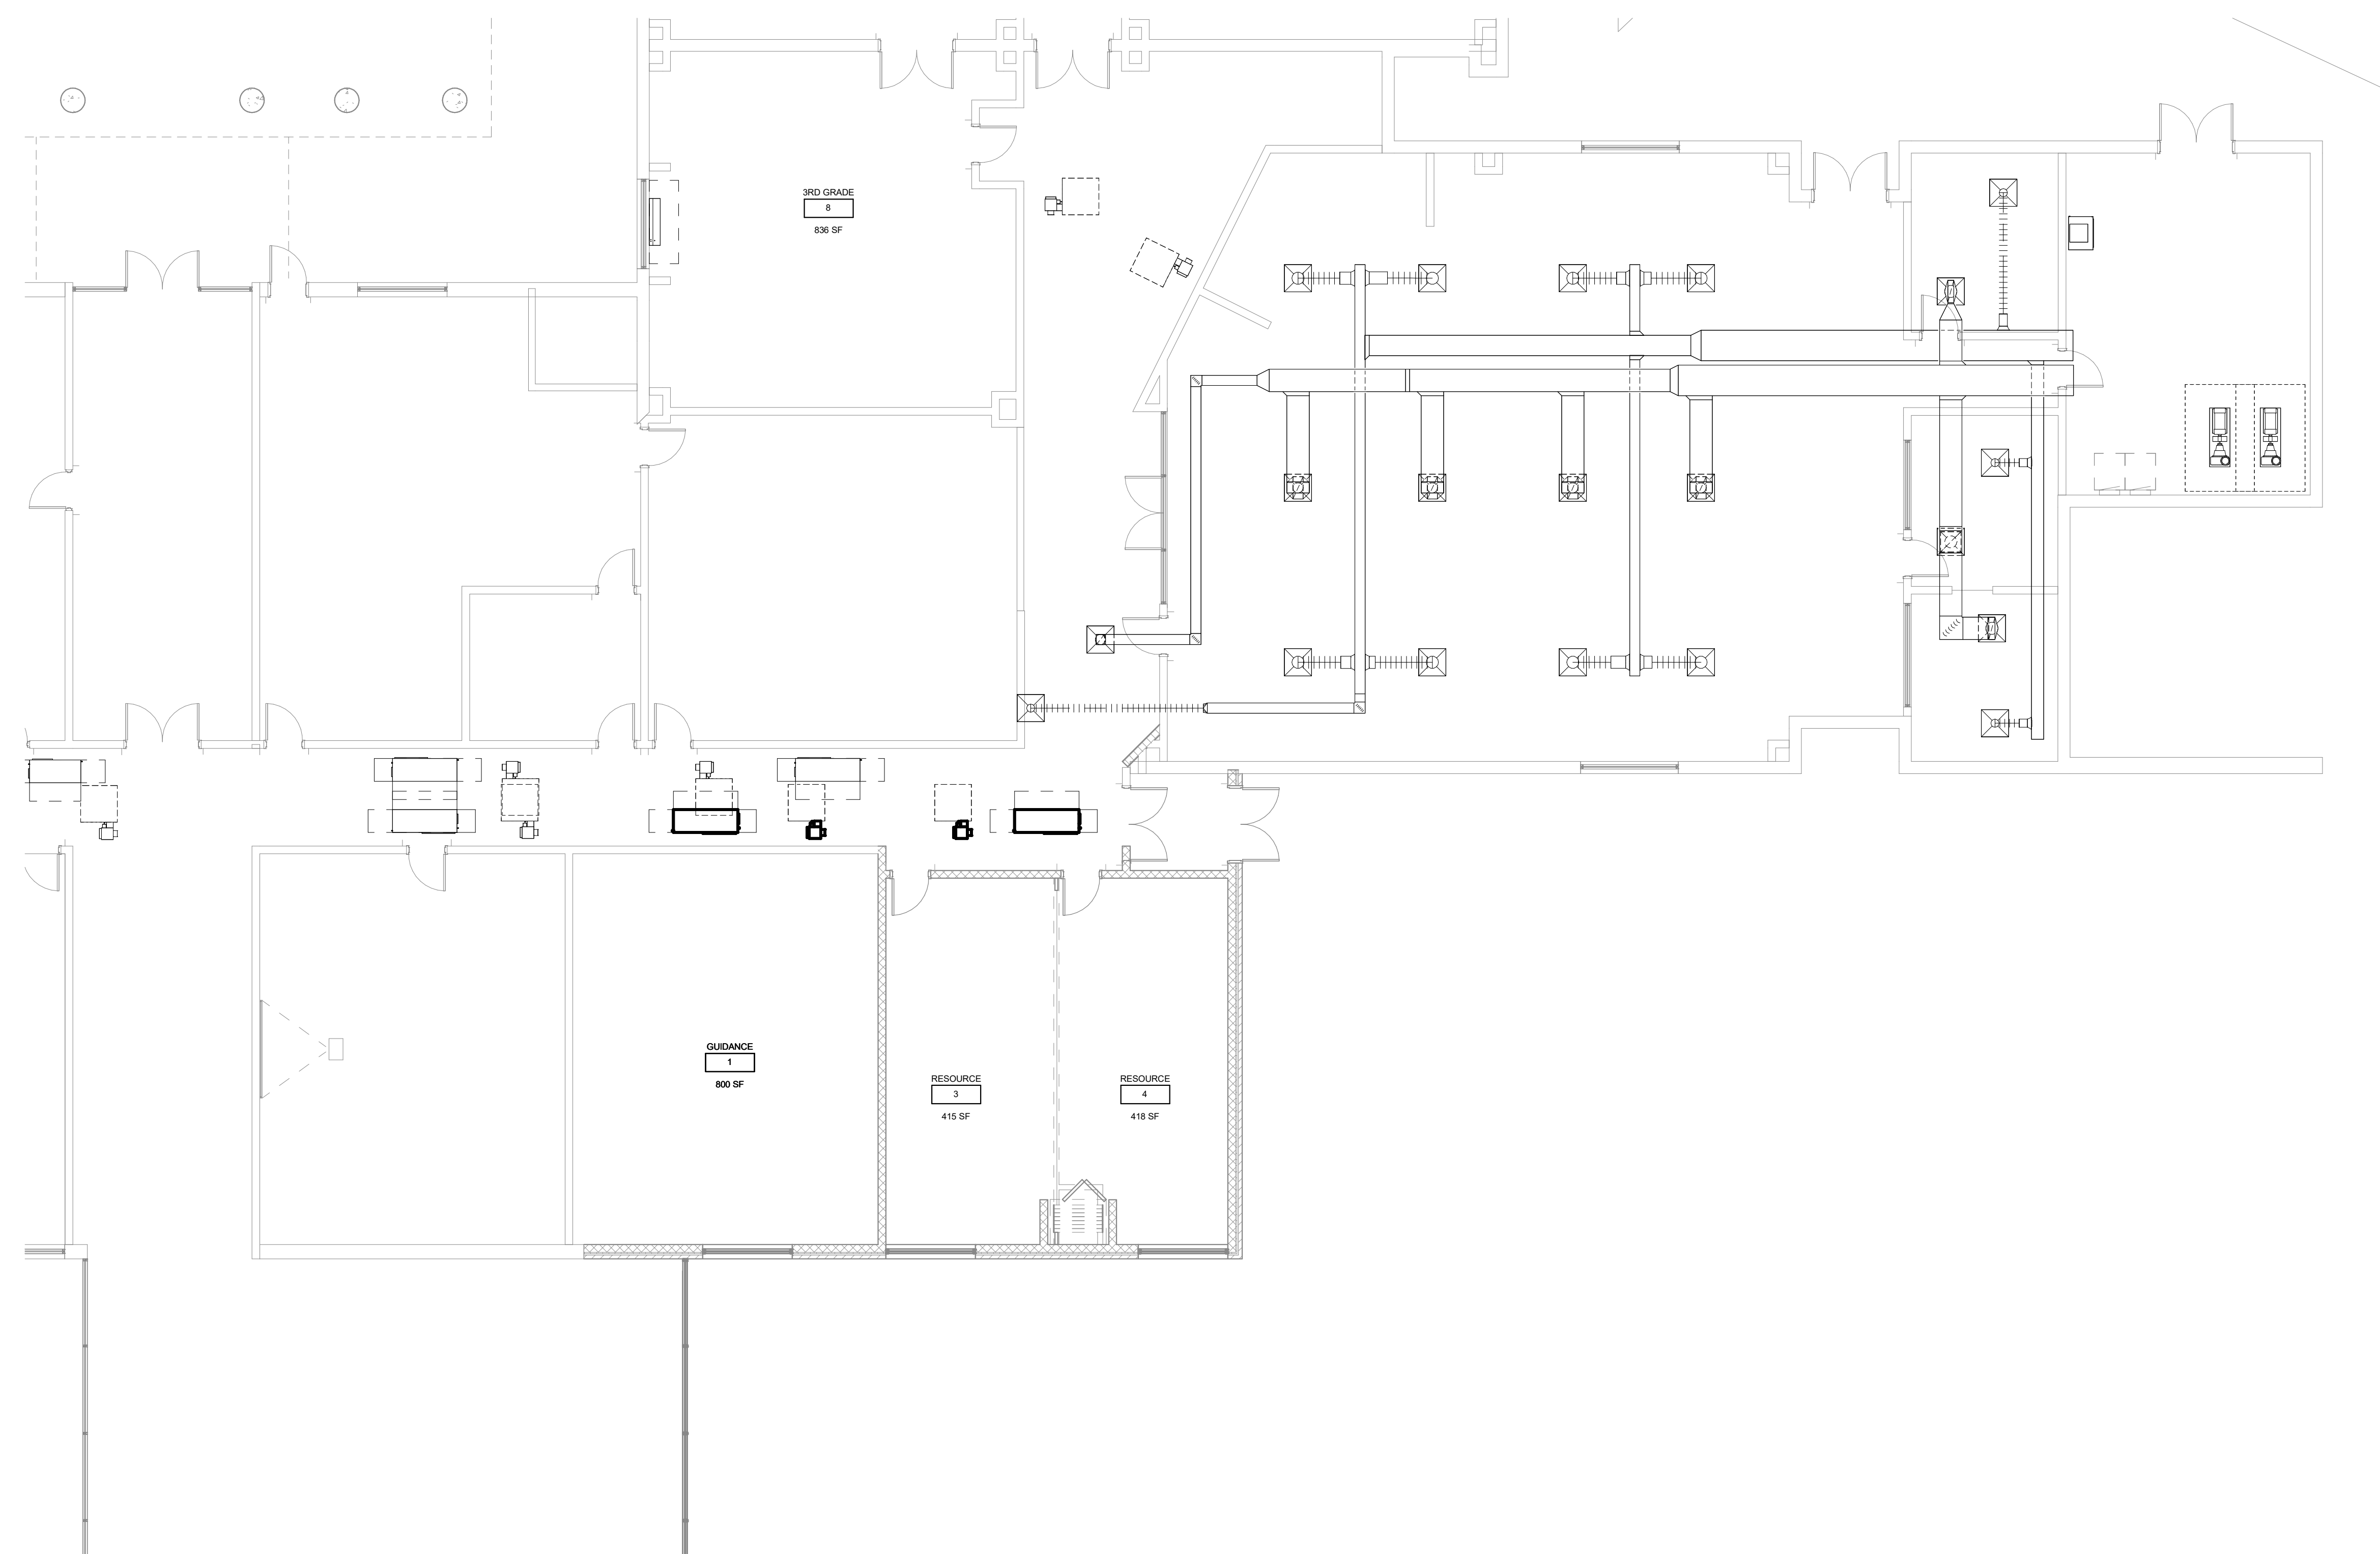 3RD GRADE
8
836 SF
GUIDANCE
1
800 SF
RESOURCE
3
415 SF
RESOURCE
4
418 SF